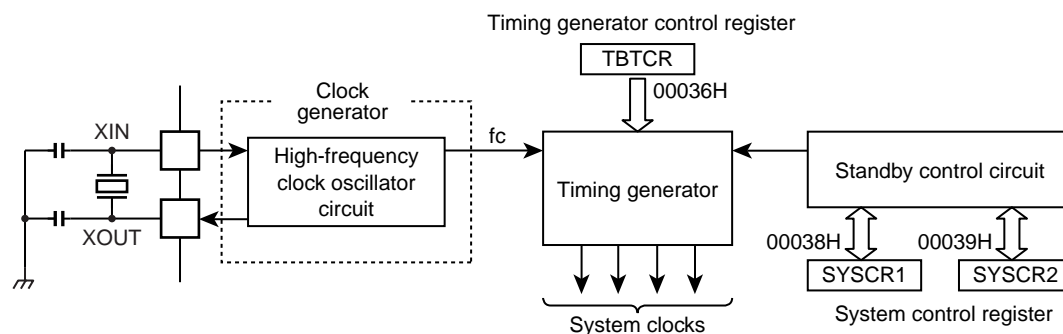 Timing generator control register
TBTCR
00036H
Clock
generator
XIN
XOUT
High-frequency
clock oscillator
circuit
fc
Timing generator
Standby control circuit
00038H
00039H
SYSCR1
SYSCR2
System control register
System clocks